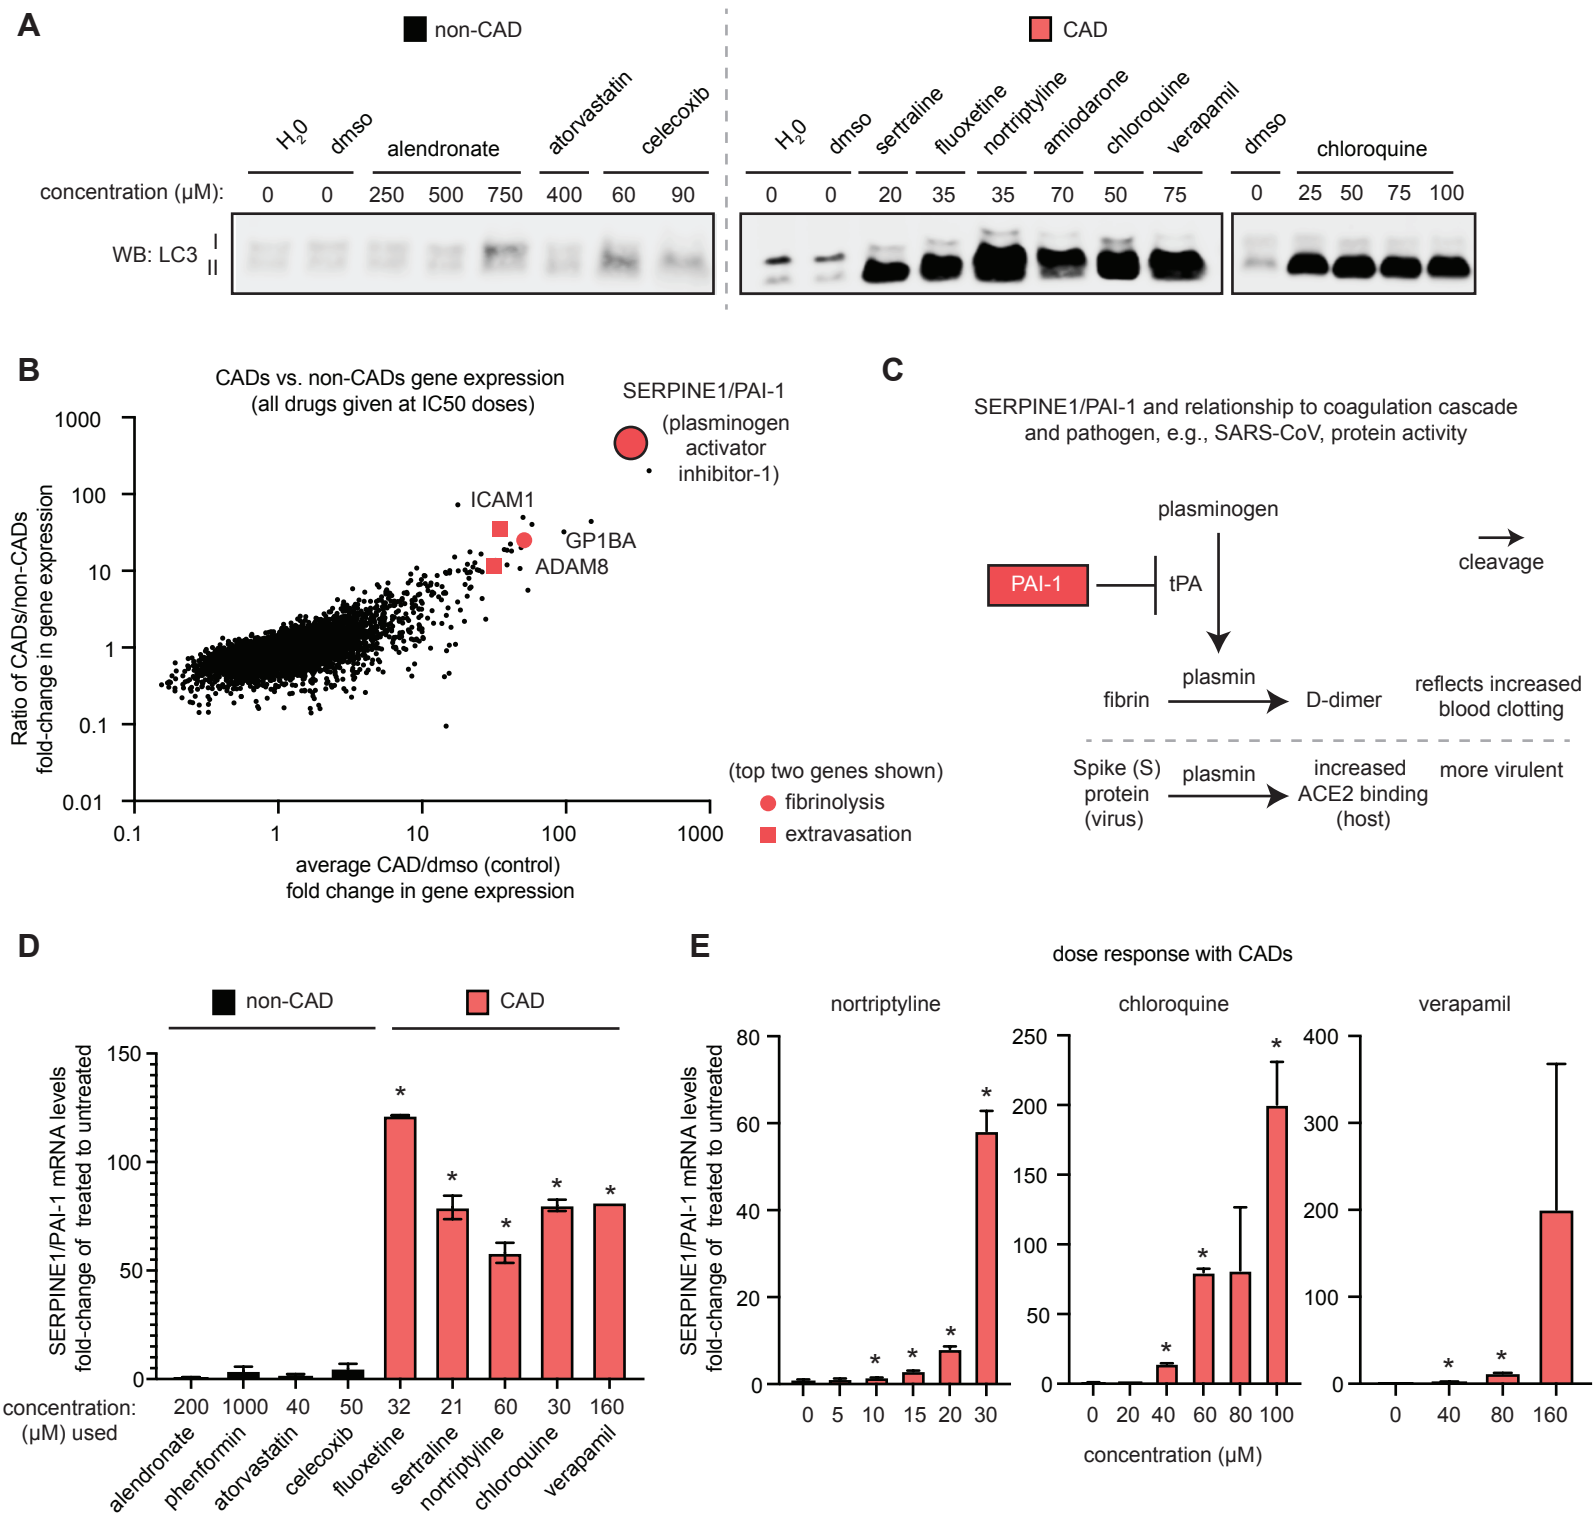 A
non-CAD
CAD
H20
dmso
alendronate
atorvastatin
celecoxib
H20
dmso
sertraline
fluoxetine
nortriptyline
amiodarone
chloroquine
verapamil
dmso
chloroquine
concentration (µM):
0 0 250 500 750 400 60 90
0 0 20 35 35 70 50 75
0 25 50 75 100
WB: LC3
I
II
B
CADs vs. non-CADs gene expression
(all drugs given at IC50 doses)
SERPINE1/PAI-1
(plasminogen
activator
inhibitor-1)
ICAM1
GP1BA
ADAM8
Ratio of CADs/non-CADs
fold-change in gene expression
1000
100
10
1
0.1
0.01
0.1 1 10 100 1000
average CAD/dmso (control)
fold change in gene expression
(top two genes shown)
fibrinolysis
extravasation
C
SERPINE1/PAI-1 and relationship to coagulation cascade
and pathogen, e.g., SARS-CoV, protein activity
plasminogen
cleavage
PAI-1
tPA
plasmin
fibrin
D-dimer
reflects increased
blood clotting
Spike (S)
protein
(virus)
plasmin
increased
ACE2 binding
(host)
more virulent
D
non-CAD
CAD
SERPINE1/PAI-1 mRNA levels
fold-change of treated to untreated
150
100
50
0
* * * * *
concentration:
(µM) used
200 1000 40 50 32 21 60 30 160
alendronate
phenformin
atorvastatin
celecoxib
fluoxetine
sertraline
nortriptyline
chloroquine
verapamil
E
dose response with CADs
SERPINE1/PAI-1 mRNA levels
fold-change of treated to untreated
nortriptyline
80
60
40
20
0
* * * *
0 5 10 15 20 30
chloroquine
250
200
150
100
50
0
* * *
0 20 40 60 80 100
verapamil
400
300
200
100
0
* *
0 40 80 160
concentration (µM)